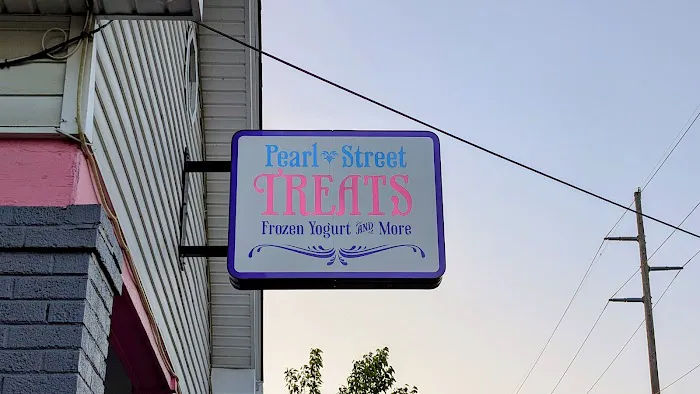 Pearl Street
TREATS
Frozen Yogurt AND More